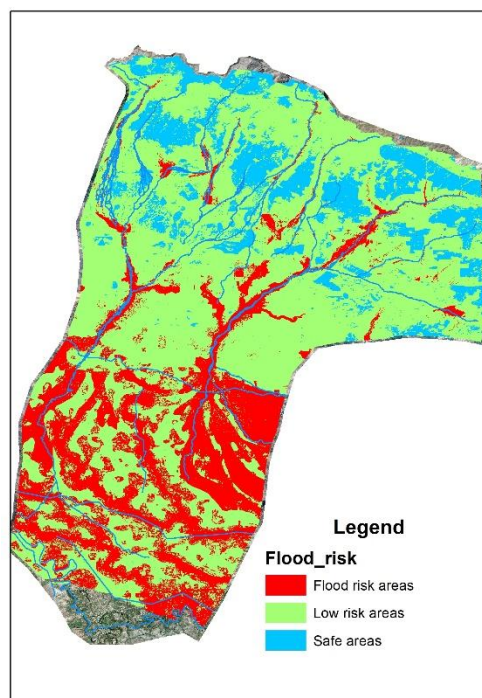 Legend
Flood_risk
Flood risk areas
Low risk areas
Safe areas